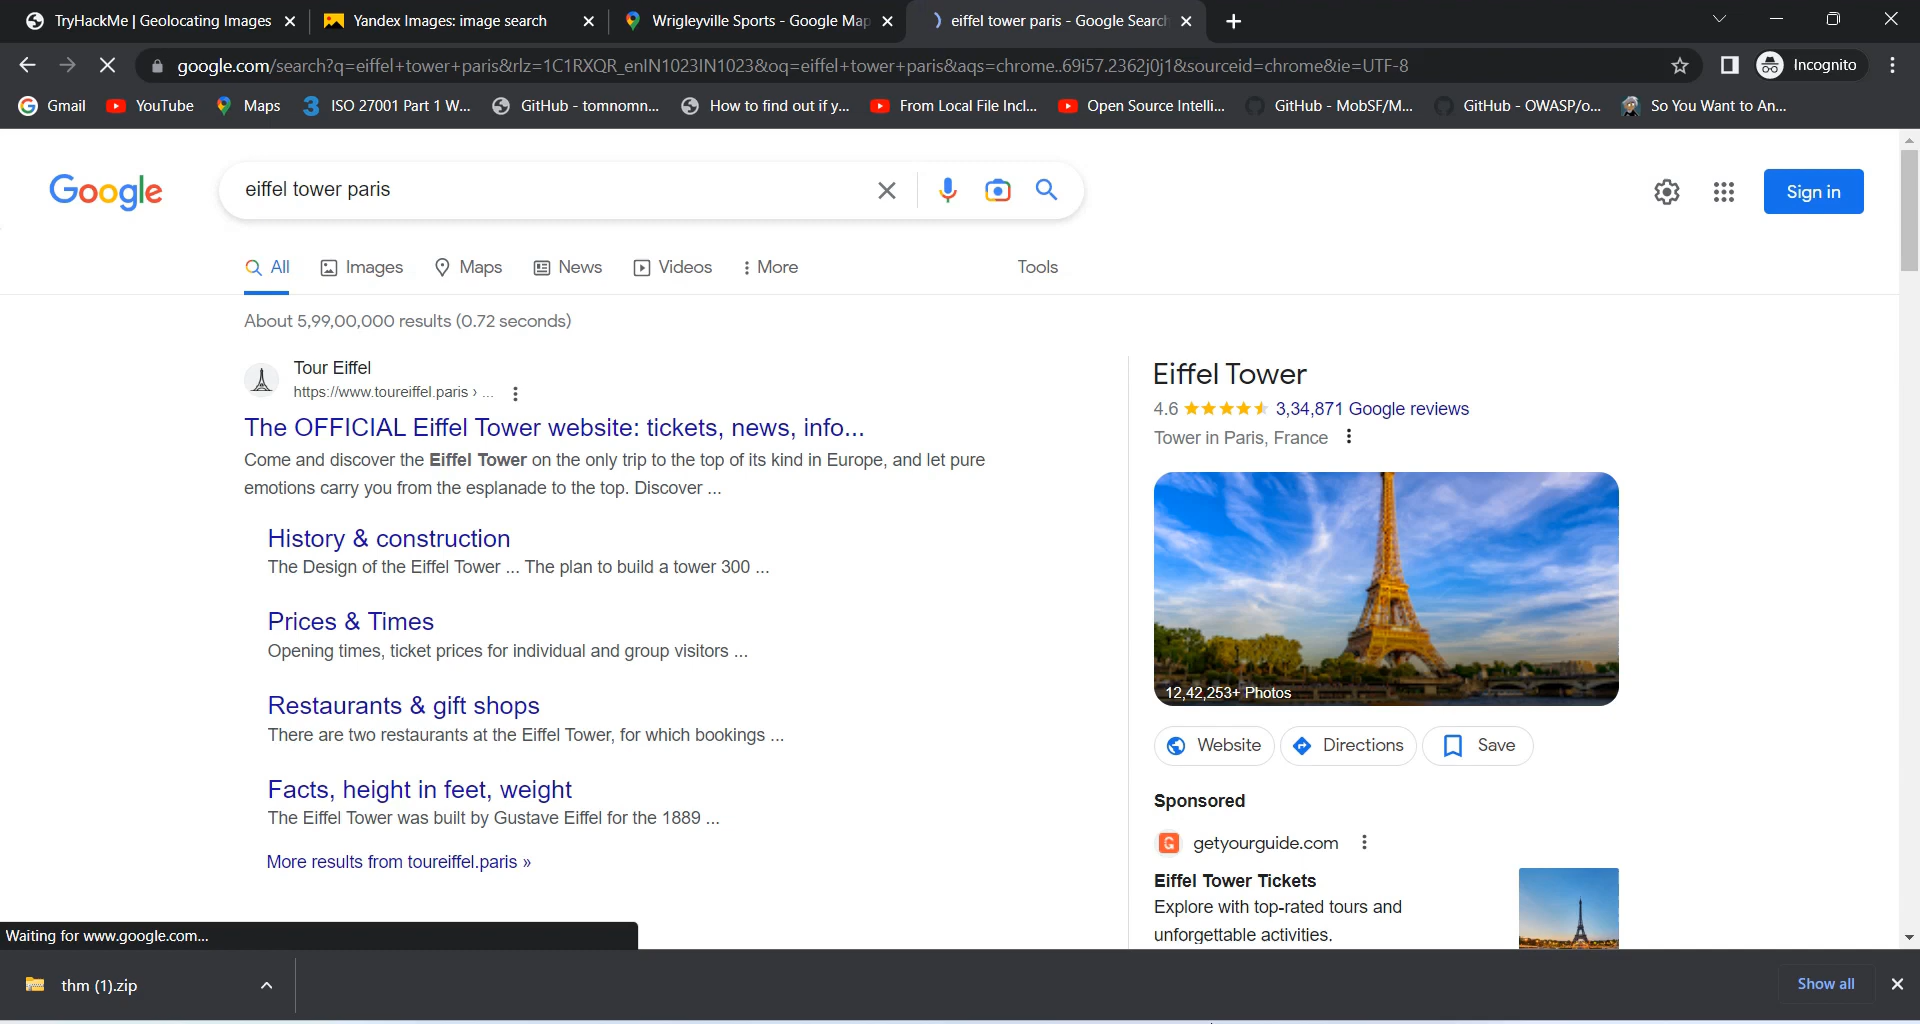 TryHackMe | Geolocating Images
Yandex Images: image search
Wrigleyville Sports - Google Map
eiffel tower paris - Google Search
google.com/search?q=eiffel+tower+paris&rlz=1C1RXQR_enIN1023IN1023&oq=eiffel+tower+paris&aqs=chrome..69i57.2362j0j1&sourceid=chrome&ie=UTF-8
Incognito
Gmail
YouTube
Maps
ISO 27001 Part 1 W...
GitHub - tomnomn...
How to find out if y...
From Local File Incl...
Open Source Intelli...
GitHub - MobSF/M...
GitHub - OWASP/o...
So You Want to An...
Google
eiffel tower paris
Sign in
All
Images
Maps
News
Videos
More
Tools
About 5,99,00,000 results (0.72 seconds)
Tour Eiffel
https://www.toureiffel.paris › ...
The OFFICIAL Eiffel Tower website: tickets, news, info...
Come and discover the Eiffel Tower on the only trip to the top of its kind in Europe, and let pure
emotions carry you from the esplanade to the top. Discover ...
History & construction
The Design of the Eiffel Tower ... The plan to build a tower 300 ...
Prices & Times
Opening times, ticket prices for individual and group visitors ...
Restaurants & gift shops
There are two restaurants at the Eiffel Tower, for which bookings ...
Facts, height in feet, weight
The Eiffel Tower was built by Gustave Eiffel for the 1889 ...
More results from toureiffel.paris »
Eiffel Tower
4.6 3,34,871 Google reviews
Tower in Paris, France
12,42,253+ Photos
Website
Directions
Save
Sponsored
getyourguide.com
Eiffel Tower Tickets
Explore with top-rated tours and
unforgettable activities.
Waiting for www.google.com...
thm (1).zip
Show all